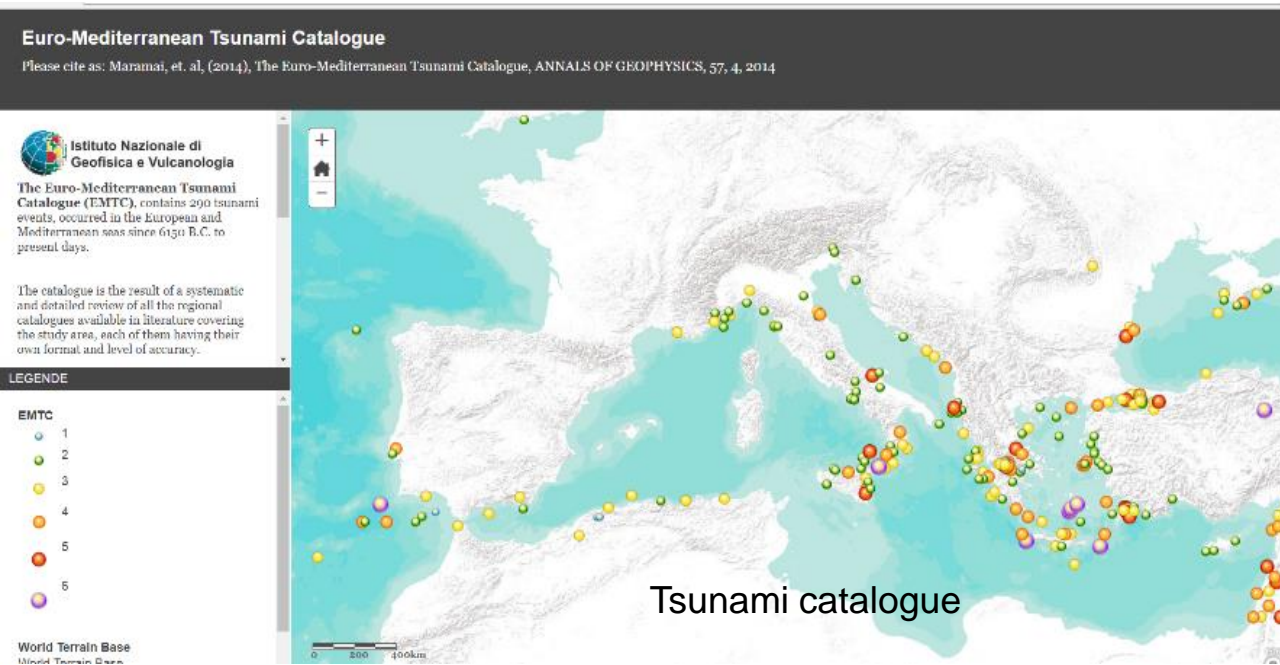 Euro-Mediterranean Tsunami Catalogue
Please cite as: Maramai, et. al, (2014), The Euro-Mediterranean Tsunami Catalogue, ANNALS OF GEOPHYSICS, 57, 4, 2014
Istituto Nazionale di
Geofisica e Vulcanologia
The Euro-Mediterranean Tsunami
Catalogue (EMTC), contains 290 tsunami
events, occurred in the European and
Mediterranean seas since 6150 B.C. to
present days.
The catalogue is the result of a systematic
and detailed review of all the regional
catalogues available in literature covering
the study area, each of them having their
own format and level of accuracy.
LEGENDE
EMTC
1
2
3
4
5
6
World Terrain Base
World Terrain Base
+
−
Tsunami catalogue
0 200 400km